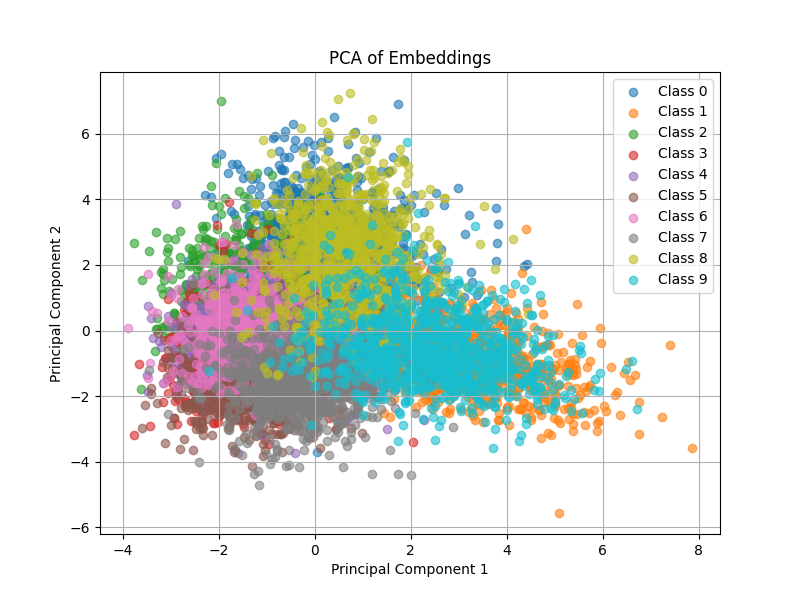 PCA of Embeddings
Class 0
Class 1
Class 2
Class 3
Class 4
Class 5
Class 6
Class 7
Class 8
Class 9
Principal Component 2
6
4
2
0
−2
−4
−6
−4 −2 0 2 4 6 8
Principal Component 1